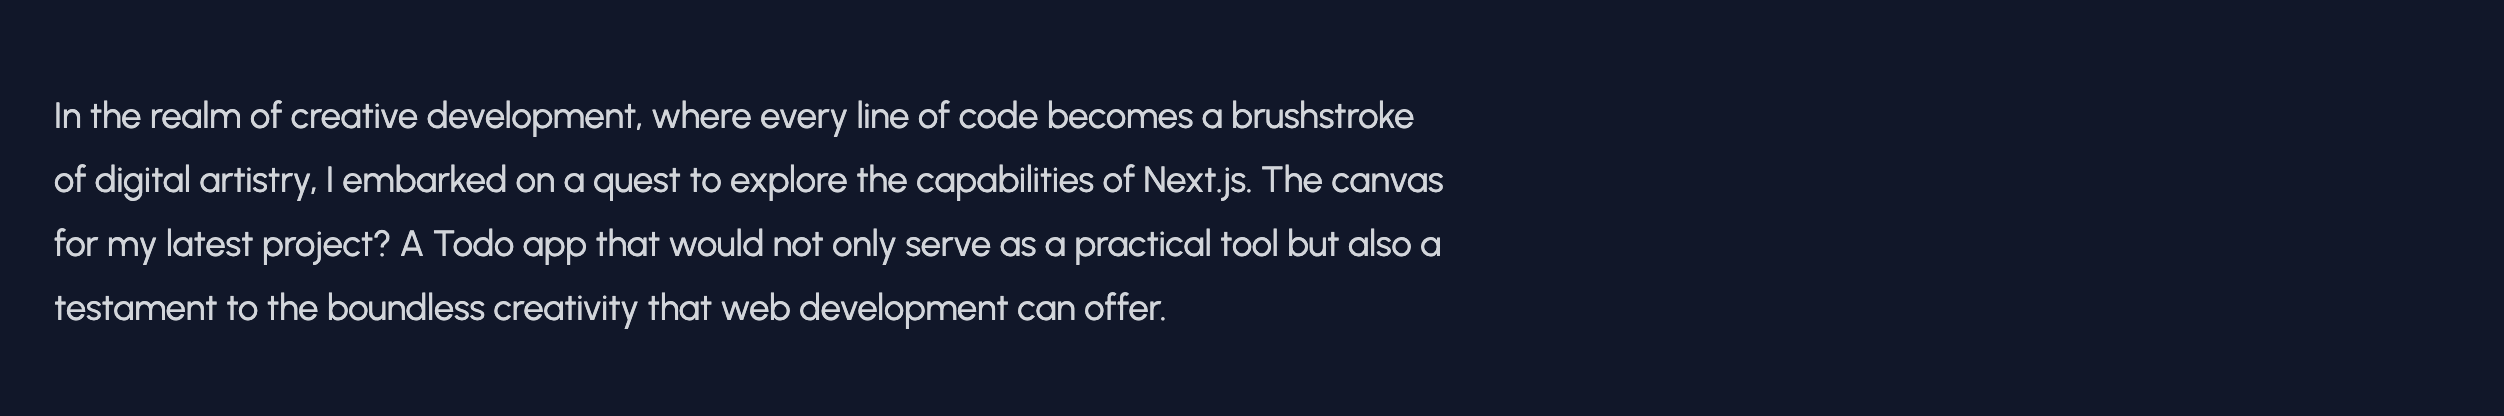 In the realm of creative development, where every line of code becomes a brushstroke
of digital artistry, I embarked on a quest to explore the capabilities of Next.js. The canvas
for my latest project? A Todo app that would not only serve as a practical tool but also a
testament to the boundless creativity that web development can offer.